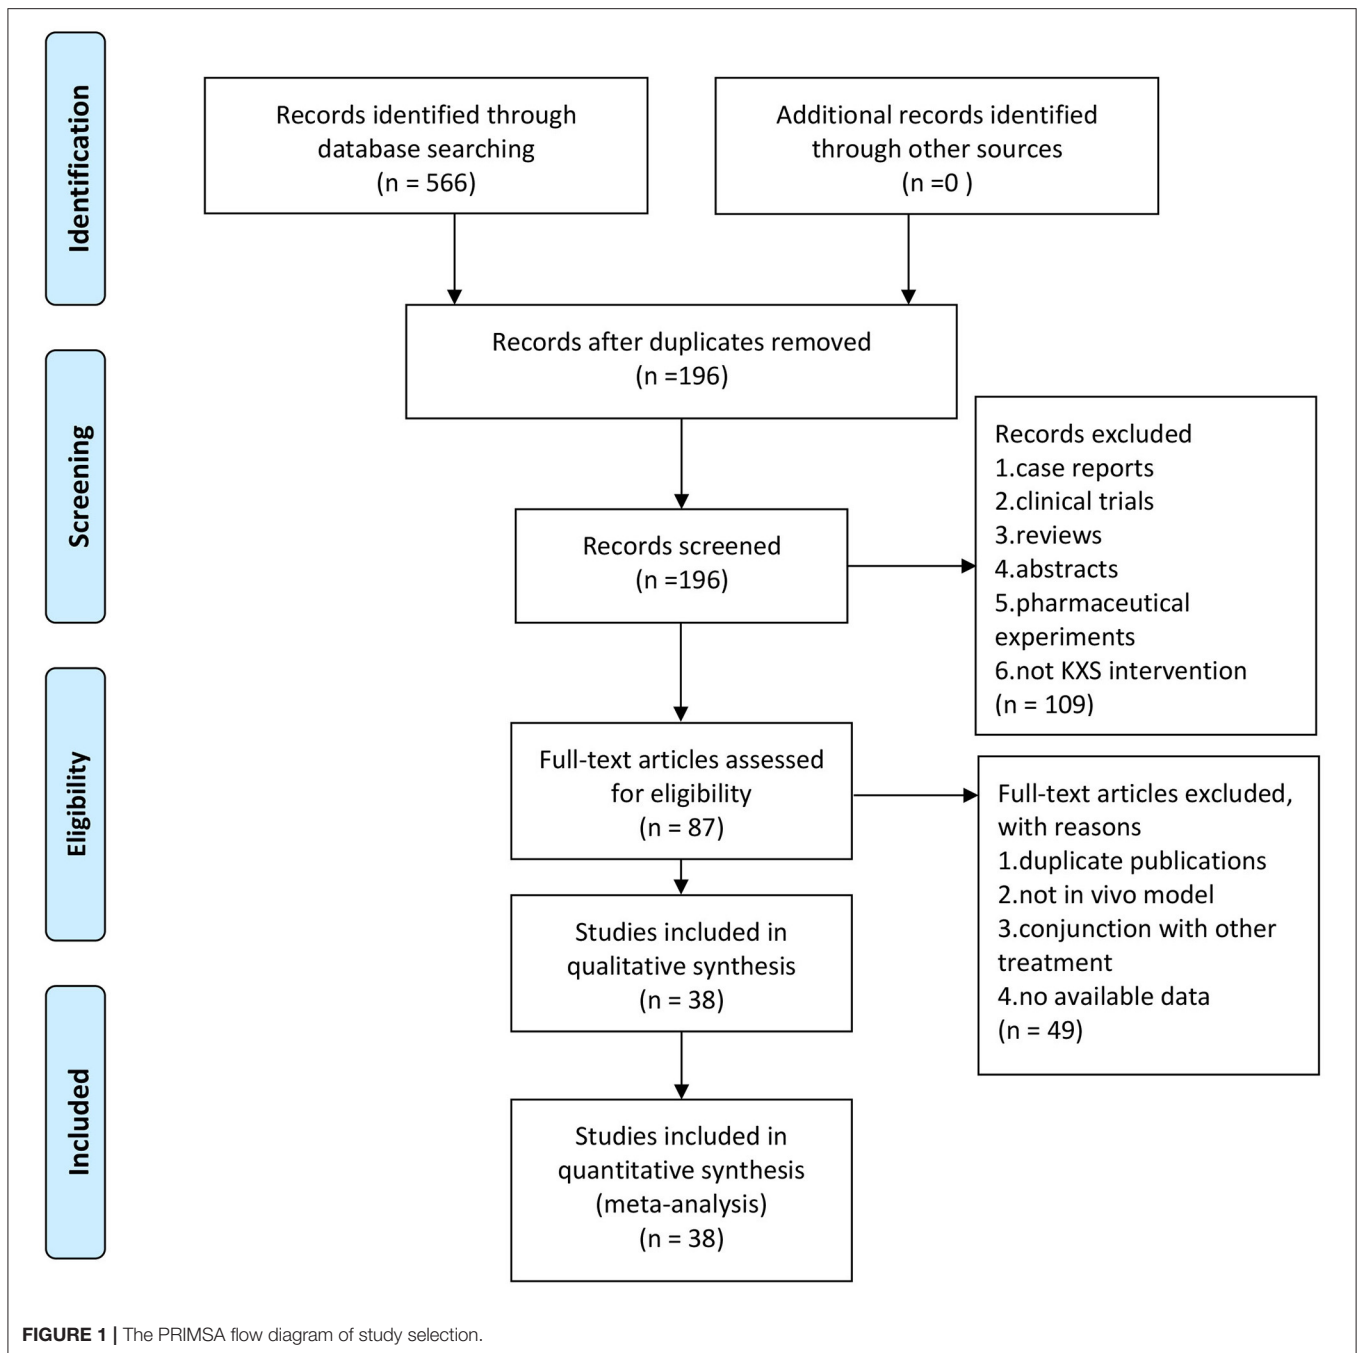 Identification
Records identified through
database searching
(n = 566)
Additional records identified
through other sources
(n =0 )
Records after duplicates removed
(n =196)
Screening
Records screened
(n =196)
Records excluded
1.case reports
2.clinical trials
3.reviews
4.abstracts
5.pharmaceutical
experiments
6.not KXS intervention
(n = 109)
Eligibility
Full-text articles assessed
for eligibility
(n = 87)
Full-text articles excluded,
with reasons
1.duplicate publications
2.not in vivo model
3.conjunction with other
treatment
4.no available data
(n = 49)
Studies included in
qualitative synthesis
(n = 38)
Included
Studies included in
quantitative synthesis
(meta-analysis)
(n = 38)
FIGURE 1 | The PRIMSA flow diagram of study selection.